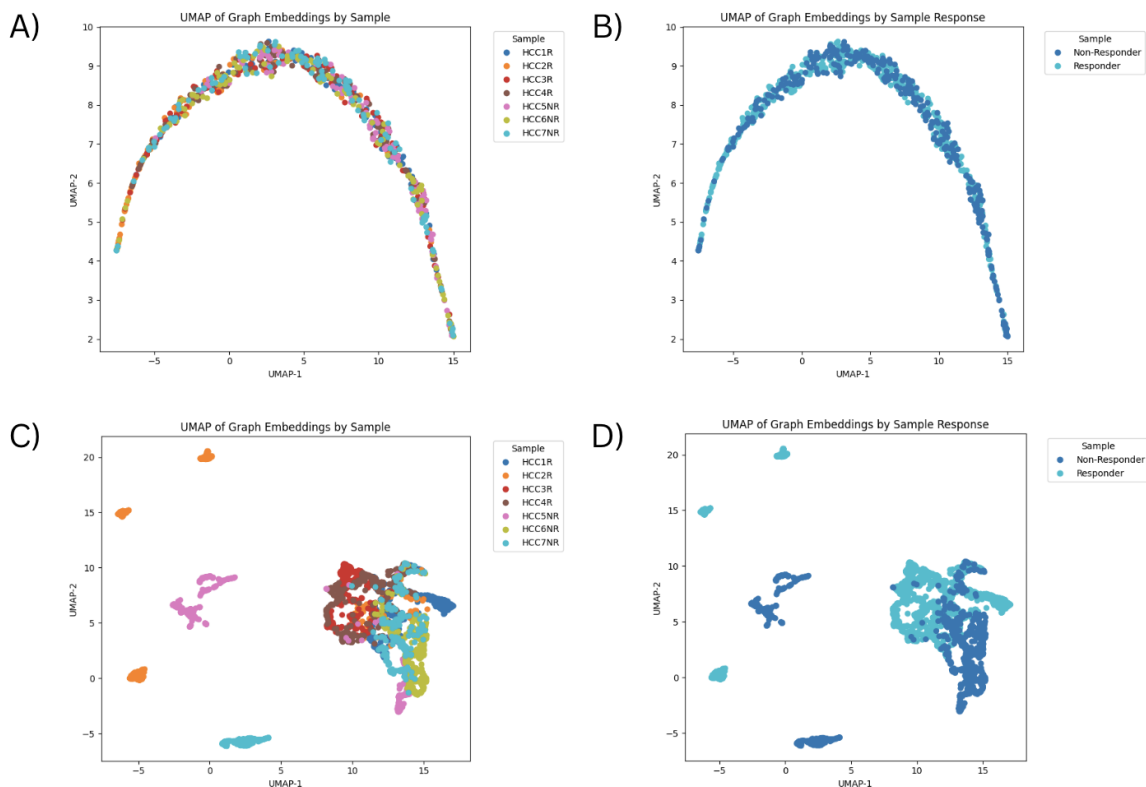 A)
UMAP of Graph Embeddings by Sample
UMAP-2
10
9
8
7
6
5
4
3
2
−5
0
5
10
15
UMAP-1
Sample
HCC1R
HCC2R
HCC3R
HCC4R
HCC5NR
HCC6NR
HCC7NR
B)
UMAP of Graph Embeddings by Sample Response
UMAP-2
10
9
8
7
6
5
4
3
2
−5
0
5
10
15
UMAP-1
Sample
Non-Responder
Responder
C)
UMAP of Graph Embeddings by Sample
UMAP-2
20
15
10
5
0
−5
−5
0
5
10
15
UMAP-1
Sample
HCC1R
HCC2R
HCC3R
HCC4R
HCC5NR
HCC6NR
HCC7NR
D)
UMAP of Graph Embeddings by Sample Response
UMAP-2
20
15
10
5
0
−5
−5
0
5
10
15
UMAP-1
Sample
Non-Responder
Responder